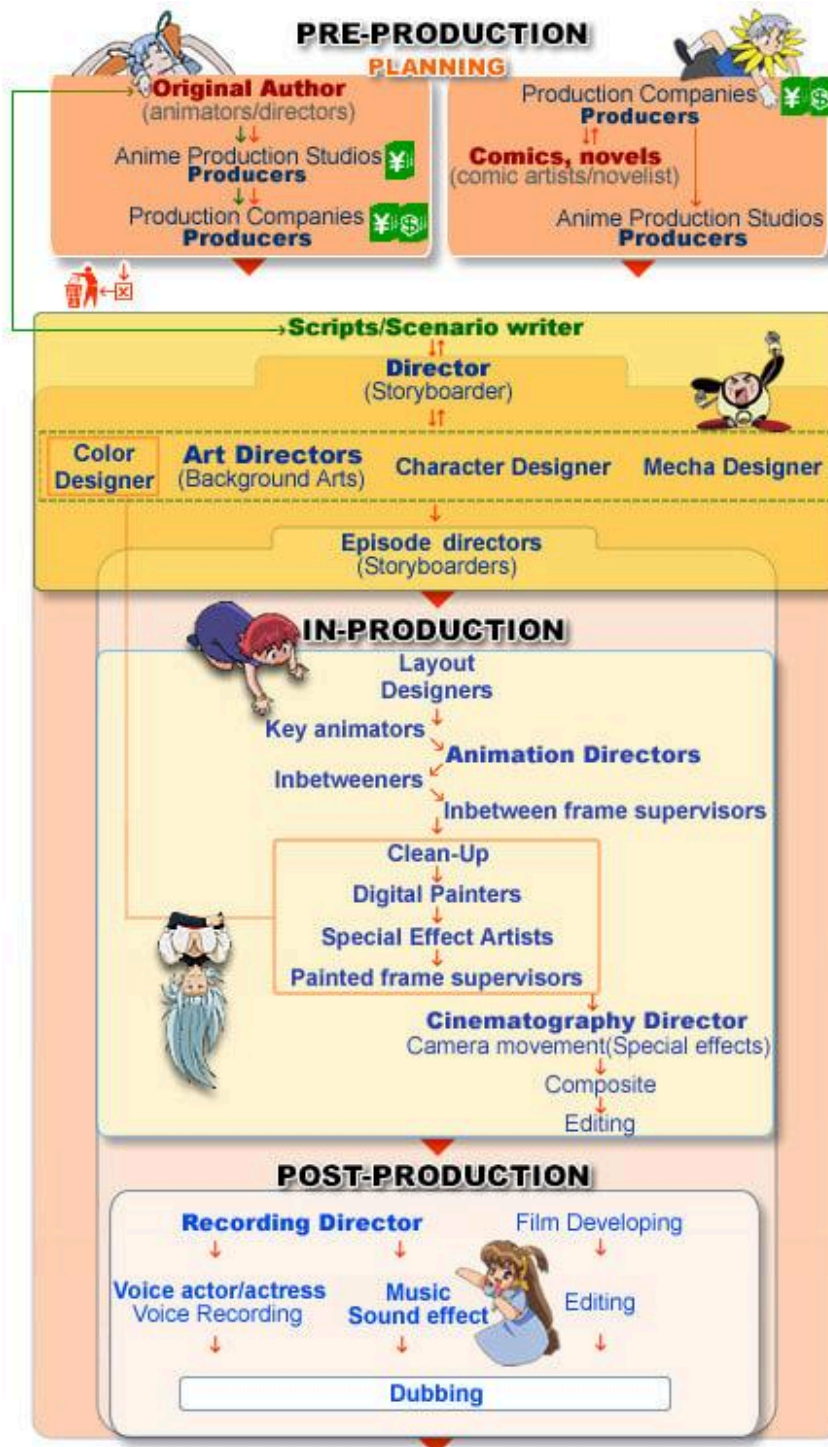 PRE-PRODUCTION
PLANNING
Original Author
(animators/directors)
Anime Production Studios ¥
Producers
Production Companies ¥ $
Producers
Production Companies ¥ $
Producers
Comics, novels
(comic artists/novelist)
Anime Production Studios
Producers
Scripts/Scenario writer
Director
(Storyboarder)
Color
Designer
Art Directors
(Background Arts)
Character Designer
Mecha Designer
Episode directors
(Storyboarders)
IN-PRODUCTION
Layout
Designers
Key animators
Animation Directors
Inbetweeners
Inbetween frame supervisors
Clean-Up
Digital Painters
Special Effect Artists
Painted frame supervisors
Cinematography Director
Camera movement(Special effects)
Composite
Editing
POST-PRODUCTION
Recording Director
Film Developing
Voice actor/actress
Voice Recording
Music
Sound effect
Editing
Dubbing